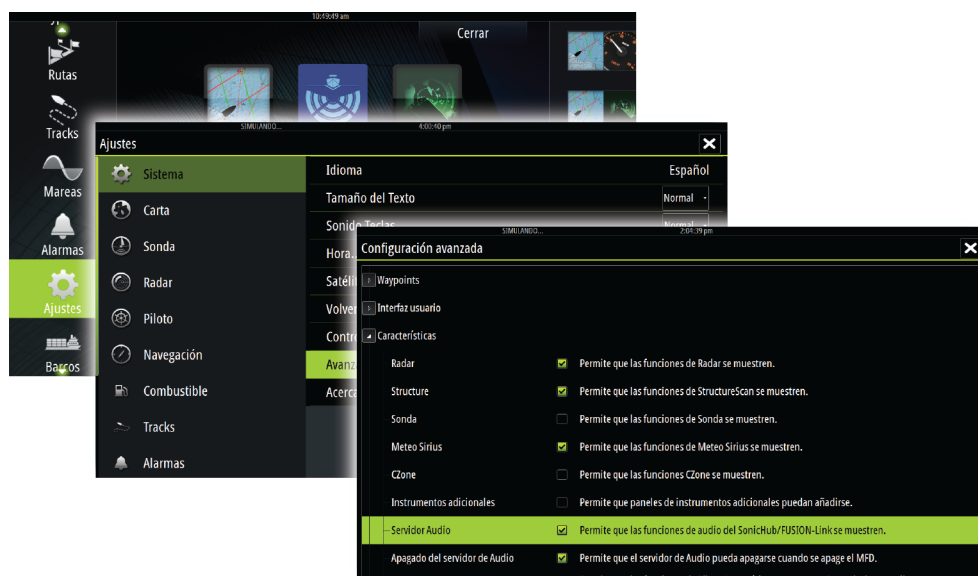 10:49:49 am
Cerrar
Rutas
Tracks
Mareas
Alarmas
Ajustes
Barcos
SIMULANDO...
4:00:40 pm
Ajustes
Sistema
Carta
Sonda
Radar
Piloto
Navegación
Combustible
Tracks
Alarmas
Idioma Español
Tamaño del Texto Normal
Sonido Teclas Normal
Hora..
Satéli
Volver
Contr
Avanz
Acerca
SIMULANDO...
2:04:39 pm
Configuración avanzada
Waypoints
Interfaz usuario
Características
Radar Permite que las funciones de Radar se muestren.
Structure Permite que las funciones de StructureScan se muestren.
Sonda Permite que las funciones de Sonda se muestren.
Meteo Sirius Permite que las funciones de Meteo Sirius se muestren.
CZone Permite que las funciones CZone se muestren.
Instrumentos adicionales Permite que paneles de instrumentos adicionales puedan añadirse.
Servidor Audio Permite que las funciones de audio del SonicHub/FUSION-Link se muestren.
Apagado del servidor de Audio Permite que el servidor de Audio pueda apagarse cuando se apage el MFD.